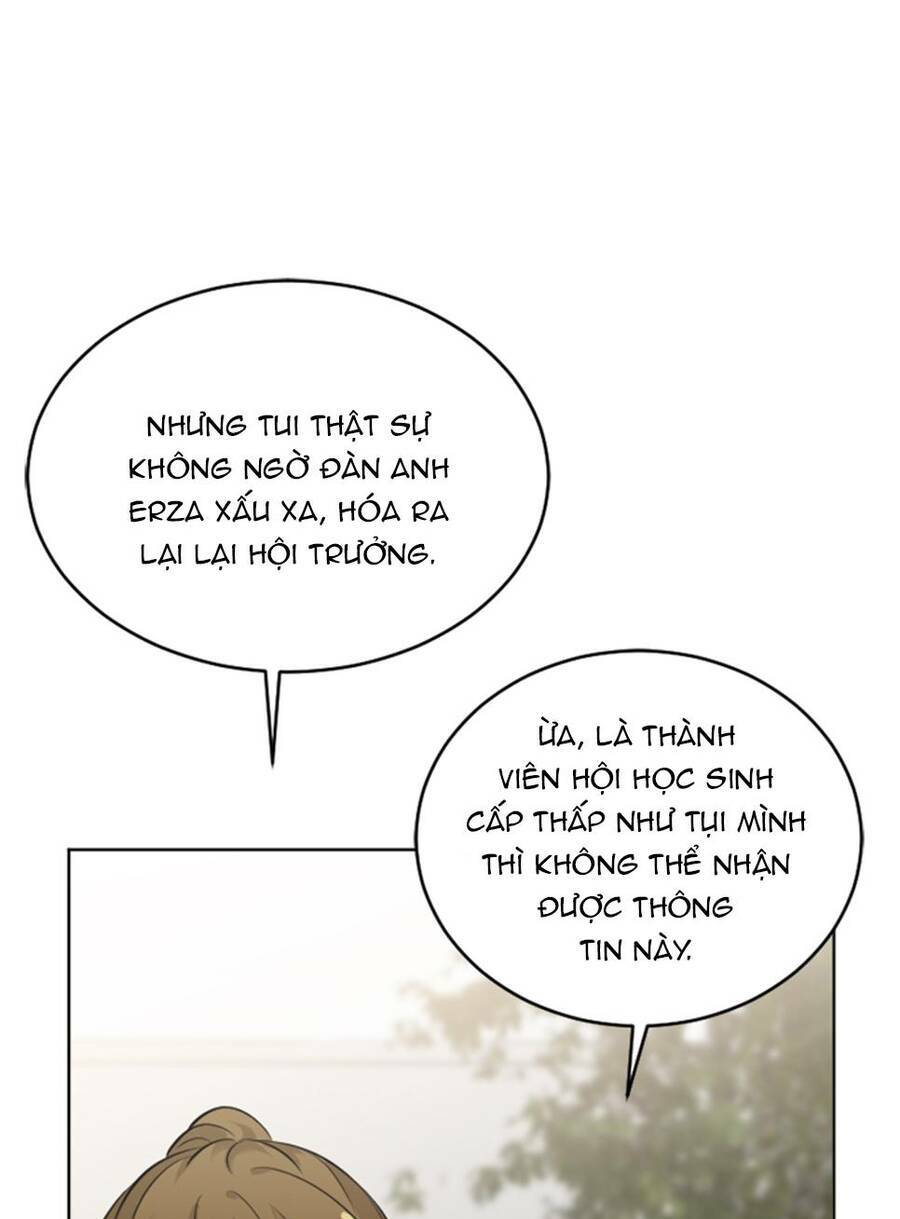 NHƯNG TUI THẬT SỰ
KHÔNG NGỜ ĐÀN ANH
ERZA XẤU XA, HÓA RA
LẠI LẠI HỘI TRƯỞNG.
ỪA, LÀ THÀNH
VIÊN HỘI HỌC SINH
CẤP THẤP NHƯ TỤI MÌNH
THÌ KHÔNG THỂ NHẬN
ĐƯỢC THÔNG
TIN NÀY.